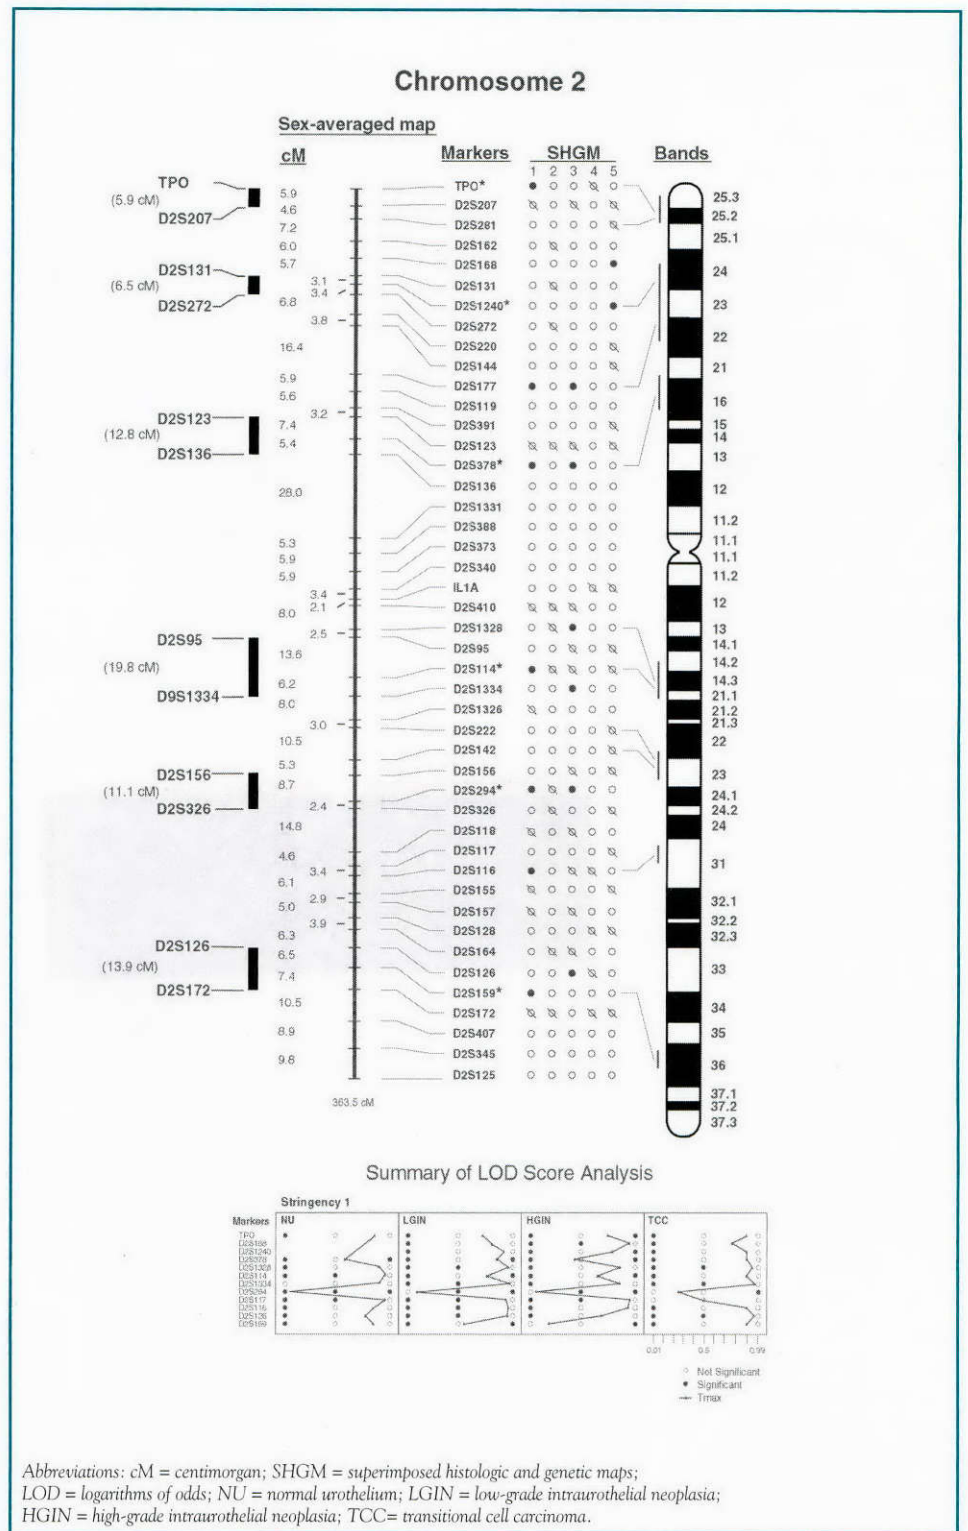 Chromosome 2
Sex-averaged map
cM
Markers
SHGM
Bands
1 2 3 4 5
TPO
(5.9 cM)
D2S207
D2S131
(6.5 cM)
D2S272
D2S123
(12.8 cM)
D2S136
D2S95
(19.8 cM)
D9S1334
D2S156
(11.1 cM)
D2S326
D2S126
(13.9 cM)
D2S172
5.9
4.6
7.2
6.0
5.7
3.1
3.4
6.8
3.8
16.4
5.9
5.6
3.2
7.4
5.4
28.0
5.3
5.9
5.9
3.4
2.1
8.0
2.5
13.6
6.2
8.0
3.0
10.5
5.3
8.7
2.4
14.8
4.6
3.4
6.1
2.9
5.0
3.9
6.3
6.5
7.4
10.5
8.9
9.8
363.5 cM
TPO*
D2S207
D2S281
D2S162
D2S168
D2S131
D2S1240*
D2S272
D2S220
D2S144
D2S177
D2S119
D2S391
D2S123
D2S378*
D2S136
D2S1331
D2S388
D2S373
D2S340
IL1A
D2S410
D2S1328
D2S95
D2S114*
D2S1334
D2S1326
D2S222
D2S142
D2S156
D2S294*
D2S326
D2S118
D2S117
D2S116
D2S155
D2S157
D2S128
D2S164
D2S126
D2S159*
D2S172
D2S407
D2S345
D2S125
25.3
25.2
25.1
24
23
22
21
16
15
14
13
12
11.2
11.1
11.1
11.2
12
13
14.1
14.2
14.3
21.1
21.2
21.3
22
23
24.1
24.2
24
31
32.1
32.2
32.3
33
34
35
36
37.1
37.2
37.3
Summary of LOD Score Analysis
Stringency 1
Markers NU LGIN HGIN TCC
TPO
D2S168
D2S1240
D2S378
D2S1328
D2S114
D2S1334
D2S294
D2S117
D2S116
D2S126
D2S159
0.01 0.5 0.99
Not Significant
Significant
Tmax
Abbreviations: cM = centimorgan; SHGM = superimposed histologic and genetic maps;
LOD = logarithms of odds; NU = normal urothelium; LGIN = low-grade intraurothelial neoplasia;
HGIN = high-grade intraurothelial neoplasia; TCC= transitional cell carcinoma.